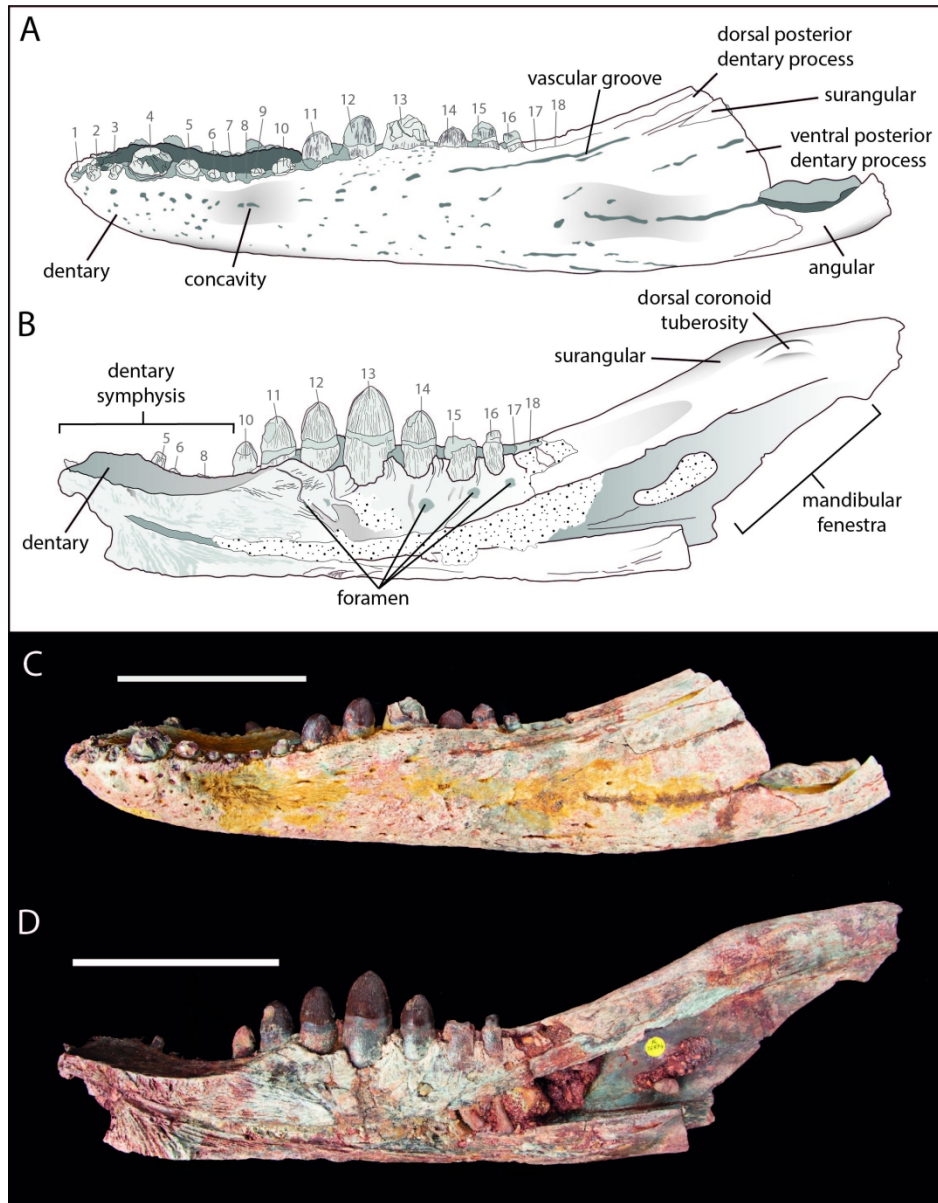 A
dorsal posterior
dentary process
vascular groove
surangular
ventral posterior
dentary process
1 2 3 4 5 6 7 8 9 10 11 12 13 14 15 16 17 18
dentary
concavity
angular
B
dorsal coronoid
tuberosity
surangular
dentary
symphysis
5 6 8 10 11 12 13 14 15 16 17 18
mandibular
fenestra
dentary
foramen
C
D